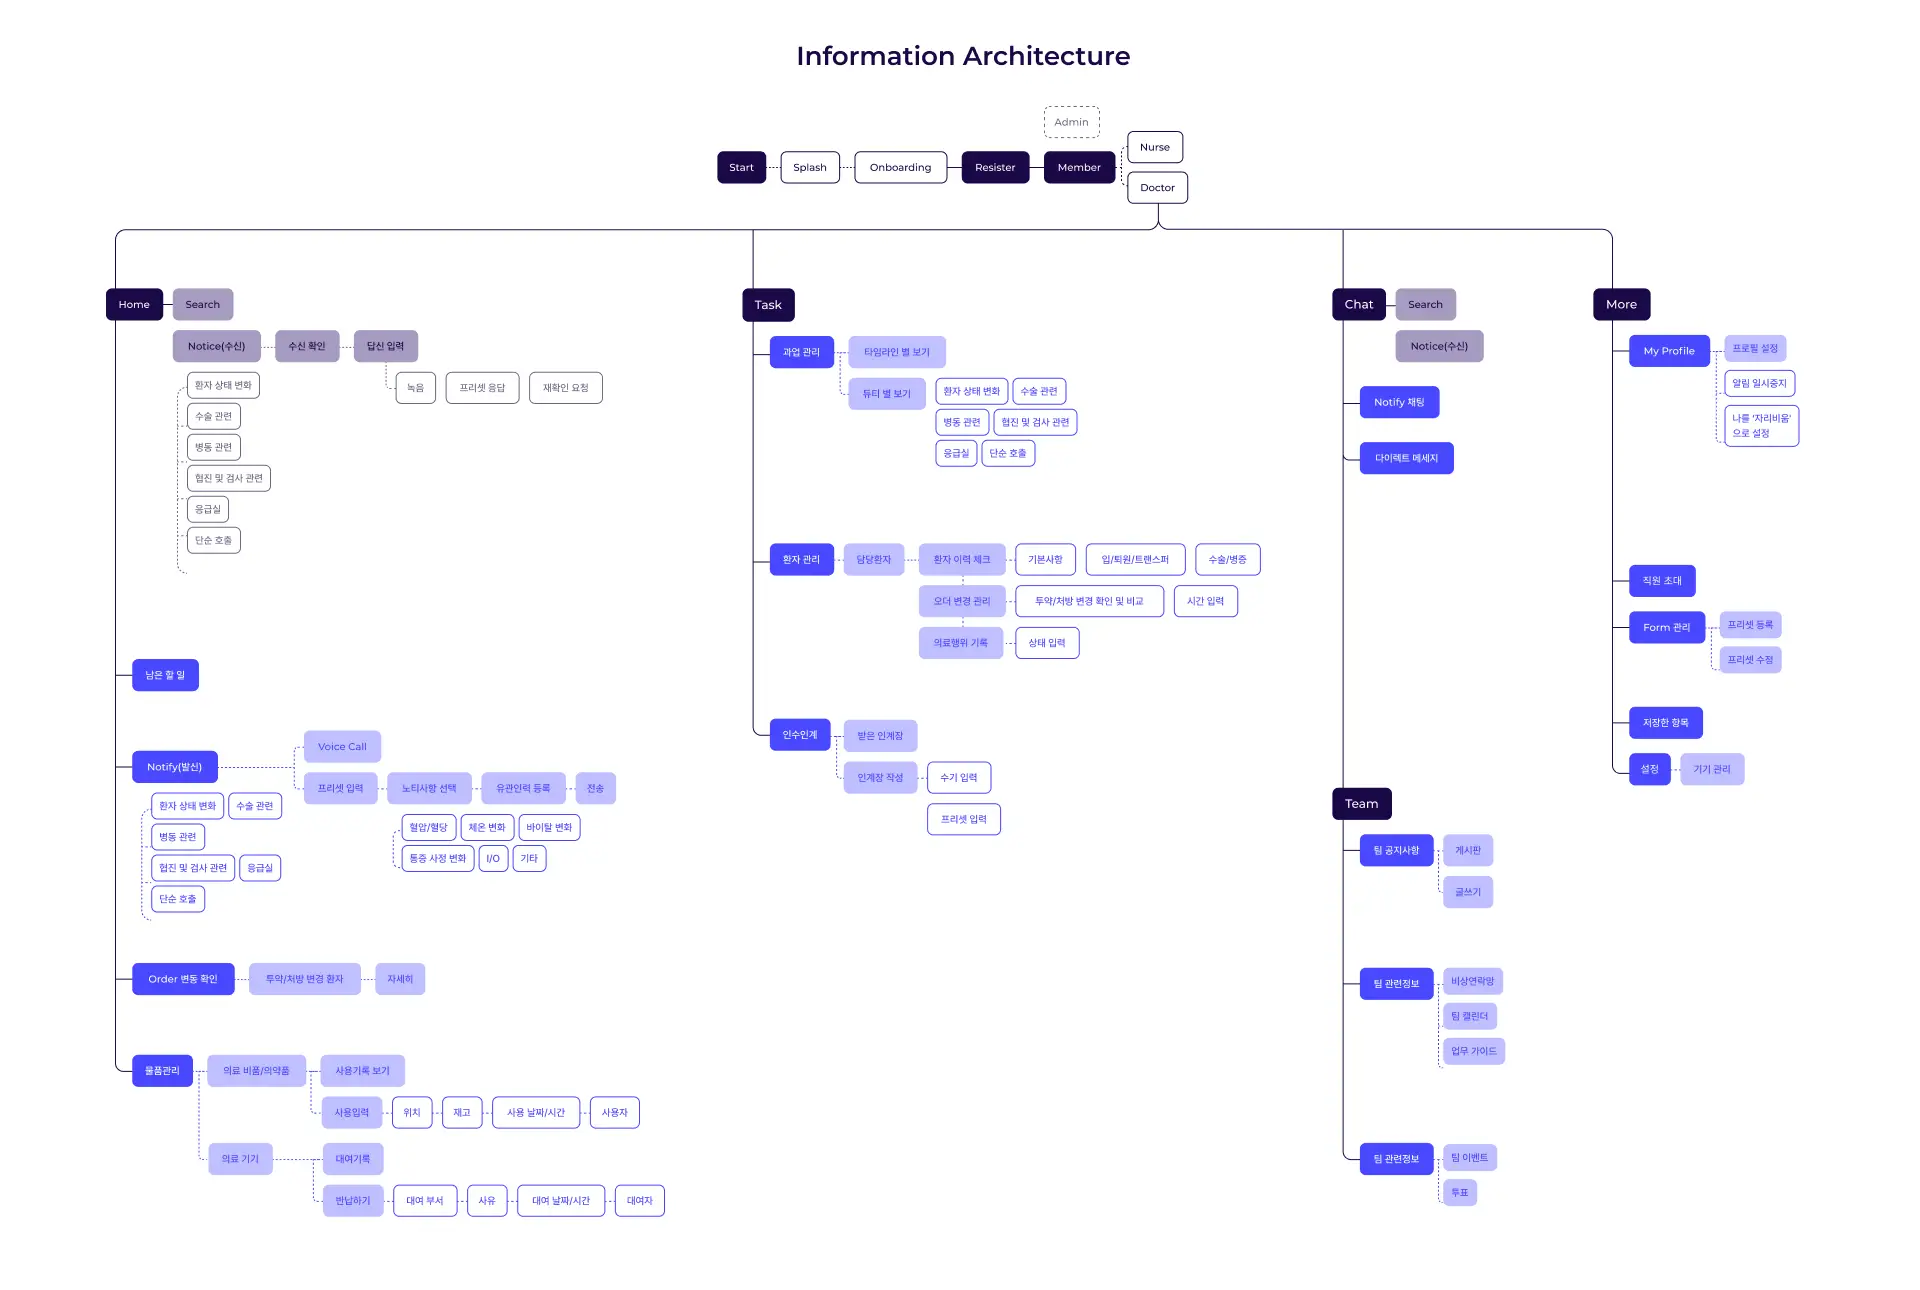 Information Architecture
Admin
Start
Splash
Onboarding
Resister
Member
Nurse
Doctor
Home
Search
Notice(수신)
수신 확인
답신 입력
환자 상태 변화
수술 관련
병동 관련
협진 및 검사 관련
응급실
단순 호출
녹음
프리셋 응답
재확인 요청
남은 할 일
Notify(발신)
Voice Call
프리셋 입력
노티사항 선택
유관인력 등록
전송
환자 상태 변화
수술 관련
병동 관련
협진 및 검사 관련
응급실
단순 호출
혈압/혈당
체온 변화
바이탈 변화
통증 사정 변화
I/O
기타
Order 변동 확인
투약/처방 변경 환자
자세히
물품관리
의료 비품/의약품
사용기록 보기
사용입력
위치
재고
사용 날짜/시간
사용자
의료 기기
대여기록
반납하기
대여 부서
사유
대여 날짜/시간
대여자
Task
과업 관리
타임라인 별 보기
듀티 별 보기
환자 상태 변화
수술 관련
병동 관련
협진 및 검사 관련
응급실
단순 호출
환자 관리
담당환자
환자 이력 체크
기본사항
입/퇴원/트랜스퍼
수술/병증
오더 변경 관리
투약/처방 변경 확인 및 비교
시간 입력
의료행위 기록
상태 입력
인수인계
받은 인계장
인계장 작성
수기 입력
프리셋 입력
Chat
Search
Notice(수신)
Notify 채팅
다이렉트 메세지
Team
팀 공지사항
게시판
글쓰기
팀 관련정보
비상연락망
팀 캘린더
업무 가이드
팀 관련정보
팀 이벤트
투표
More
My Profile
프로필 설정
알림 일시중지
나를 '자리비움'
으로 설정
직원 초대
Form 관리
프리셋 등록
프리셋 수정
저장한 항목
설정
기기 관리